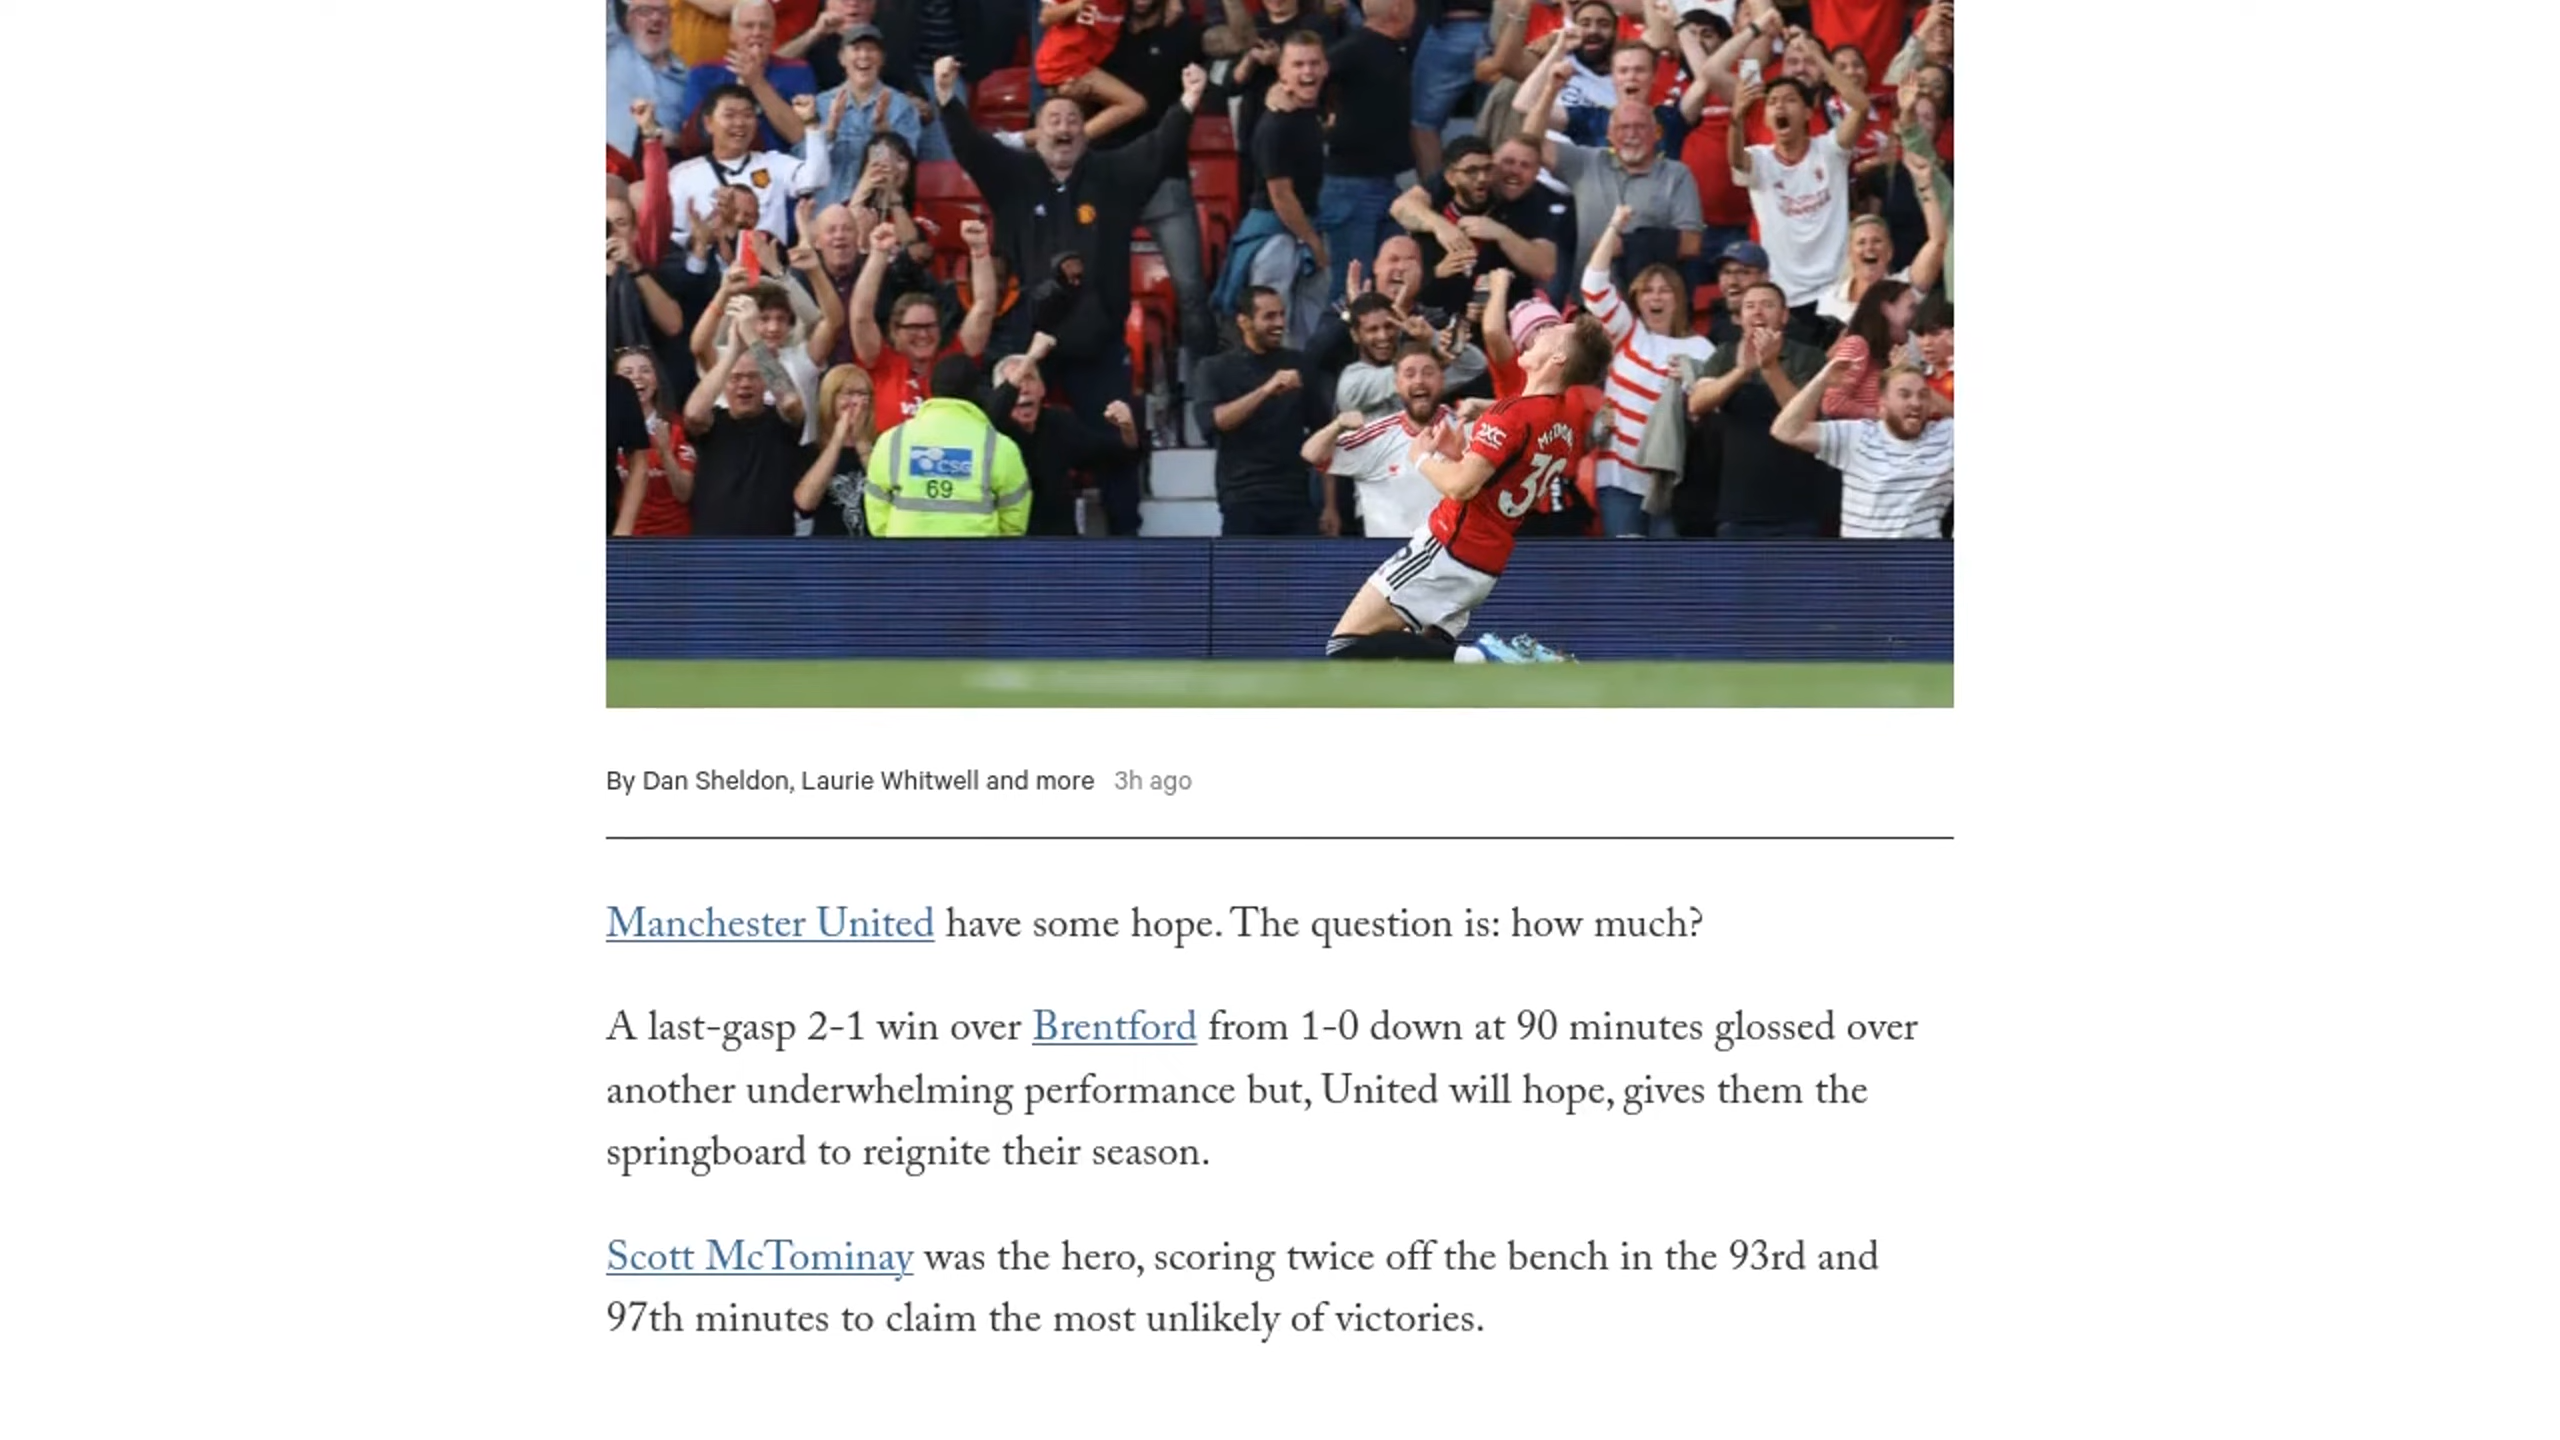 CSG
69
By Dan Sheldon, Laurie Whitwell and more 3h ago
Manchester United have some hope. The question is: how much?
A last-gasp 2-1 win over Brentford from 1-0 down at 90 minutes glossed over
another underwhelming performance but, United will hope, gives them the
springboard to reignite their season.
Scott McTominay was the hero, scoring twice off the bench in the 93rd and
97th minutes to claim the most unlikely of victories.